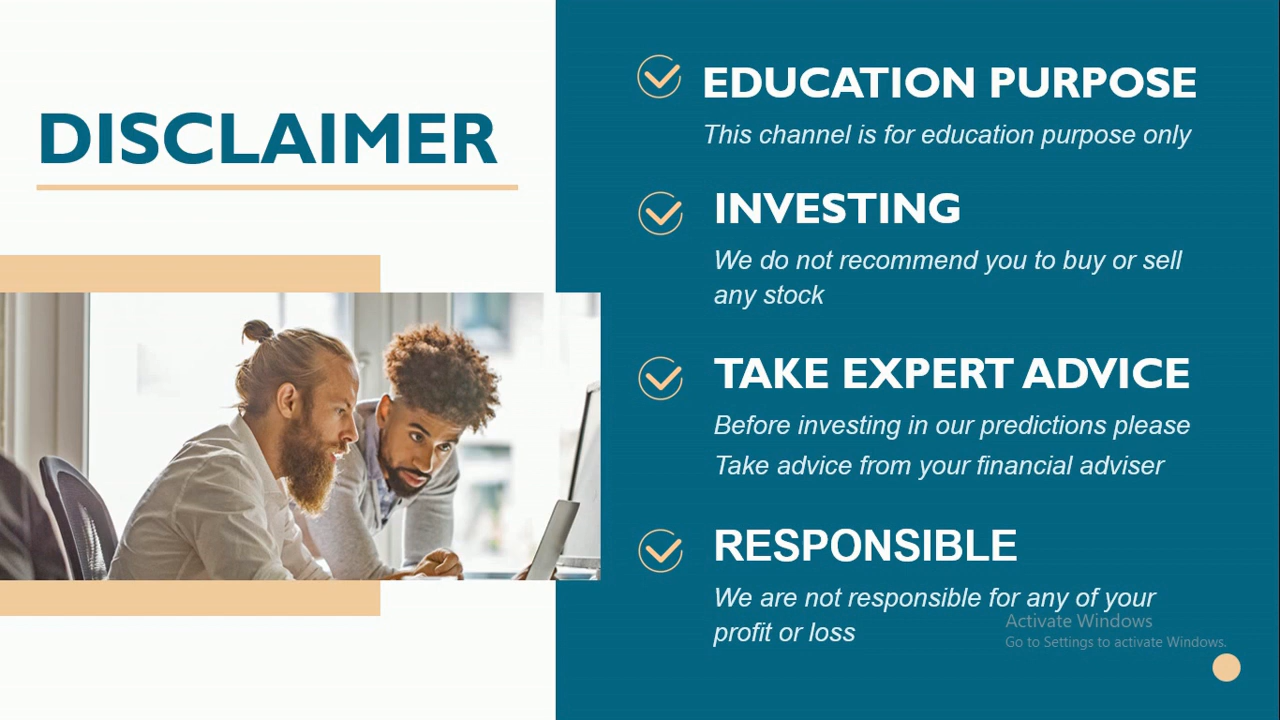 DISCLAIMER
EDUCATION PURPOSE
This channel is for education purpose only
INVESTING
We do not recommend you to buy or sell
any stock
TAKE EXPERT ADVICE
Before investing in our predictions please
Take advice from your financial adviser
RESPONSIBLE
We are not responsible for any of your
profit or loss
Activate Windows
Go to Settings to activate Windows.